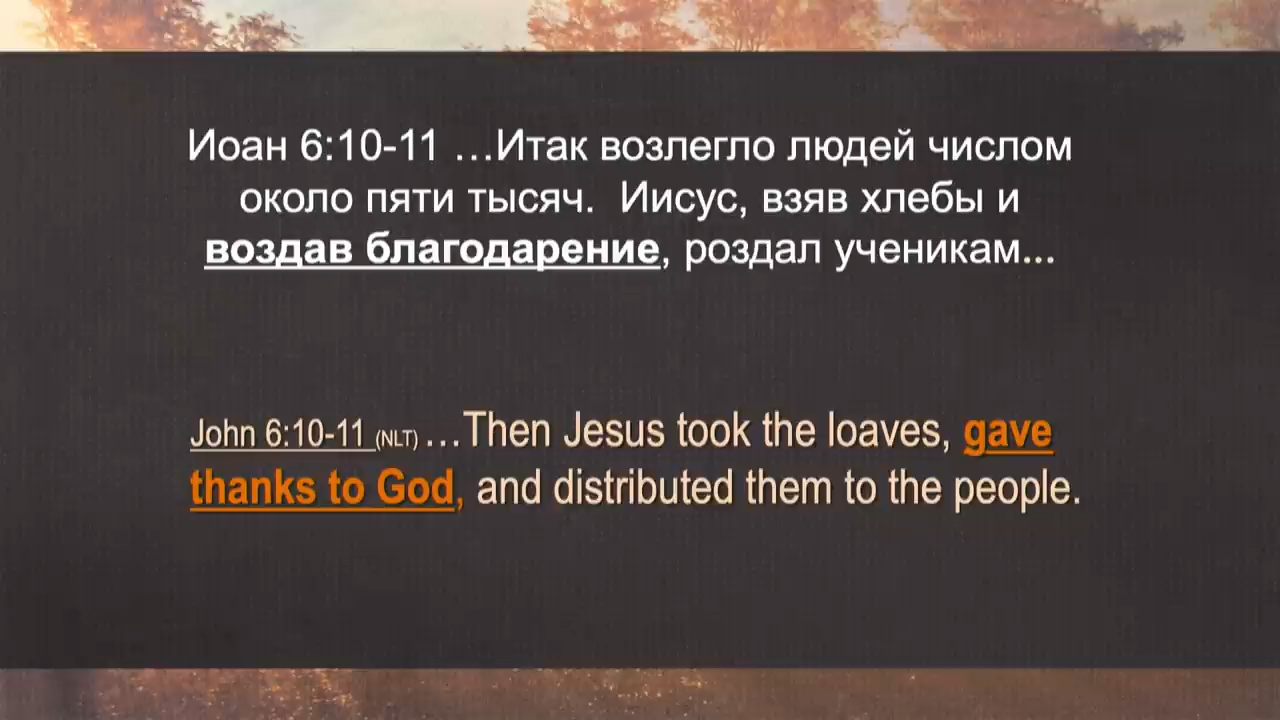 Иоан 6:10-11 …Итак возлегло людей числом
около пяти тысяч.  Иисус, взяв хлебы и
воздав благодарение, роздал ученикам...
John 6:10-11 (NLT) …Then Jesus took the loaves, gave
thanks to God, and distributed them to the people.